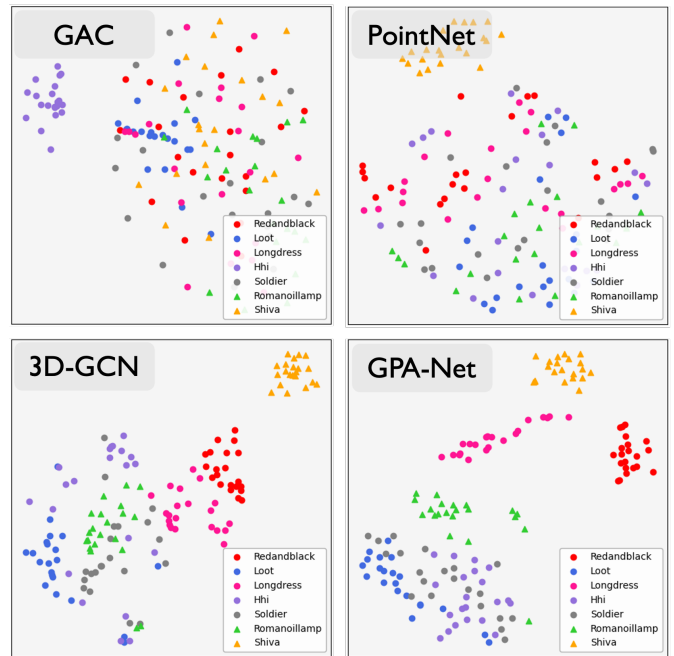 GAC
Redandblack
Loot
Longdress
Hhi
Soldier
Romanoillamp
Shiva
PointNet
Redandblack
Loot
Longdress
Hhi
Soldier
Romanoillamp
Shiva
3D-GCN
Redandblack
Loot
Longdress
Hhi
Soldier
Romanoillamp
Shiva
GPA-Net
Redandblack
Loot
Longdress
Hhi
Soldier
Romanoillamp
Shiva